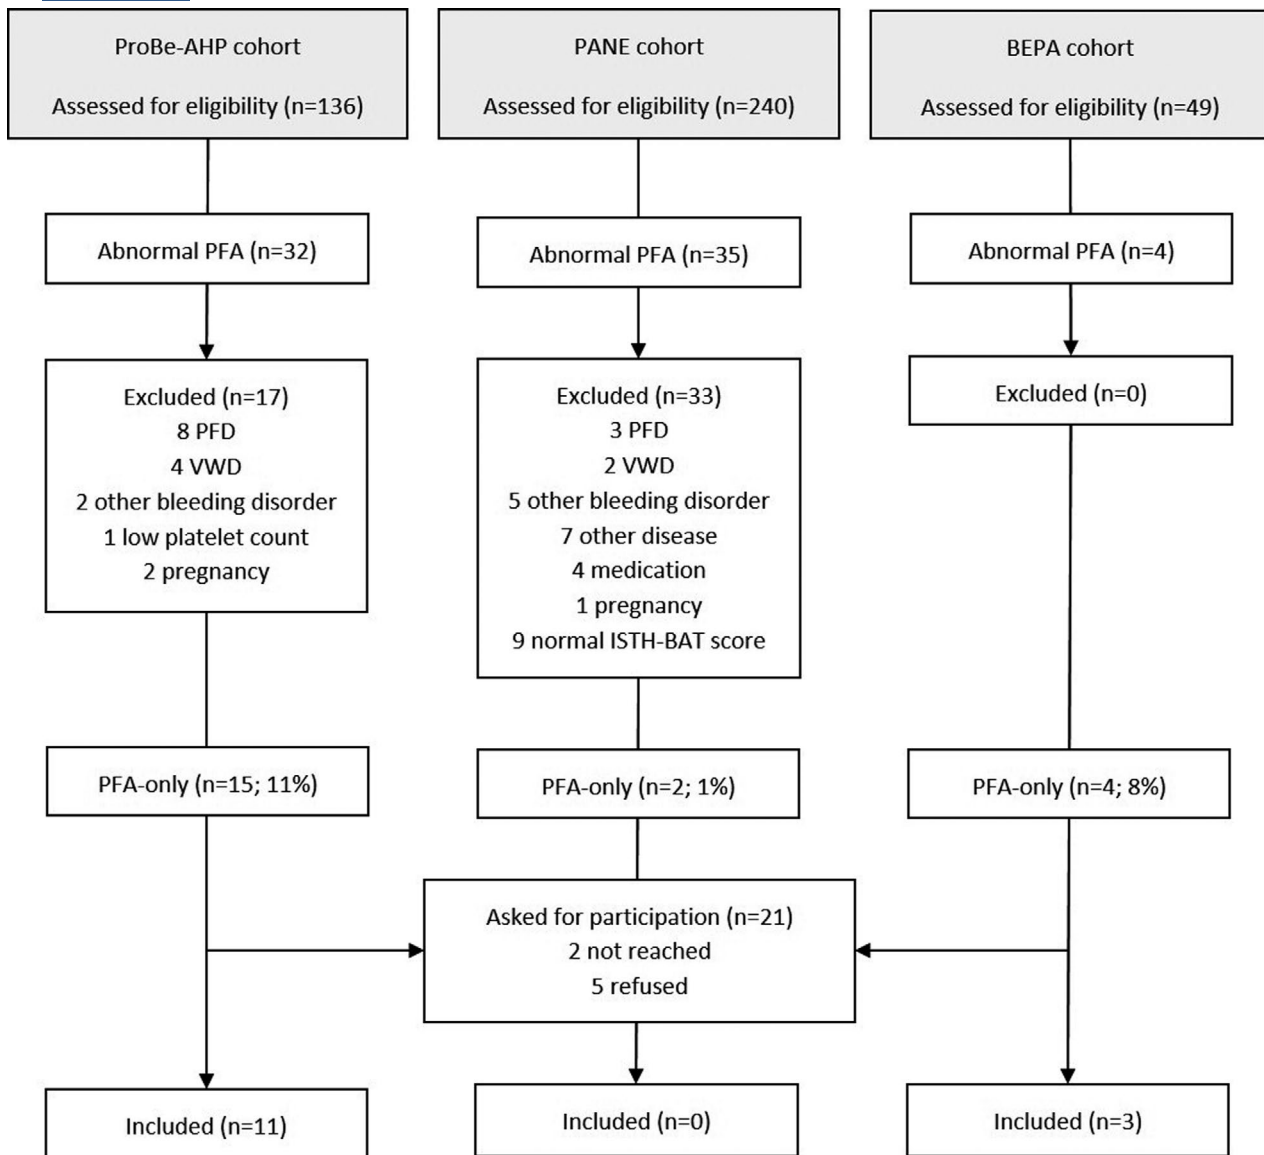 ProBe-AHP cohort
Assessed for eligibility (n=136)
PANE cohort
Assessed for eligibility (n=240)
BEPA cohort
Assessed for eligibility (n=49)
Abnormal PFA (n=32)
Abnormal PFA (n=35)
Abnormal PFA (n=4)
Excluded (n=17)
8 PFD
4 VWD
2 other bleeding disorder
1 low platelet count
2 pregnancy
Excluded (n=33)
3 PFD
2 VWD
5 other bleeding disorder
7 other disease
4 medication
1 pregnancy
9 normal ISTH-BAT score
Excluded (n=0)
PFA-only (n=15; 11%)
PFA-only (n=2; 1%)
PFA-only (n=4; 8%)
Asked for participation (n=21)
2 not reached
5 refused
Included (n=11)
Included (n=0)
Included (n=3)